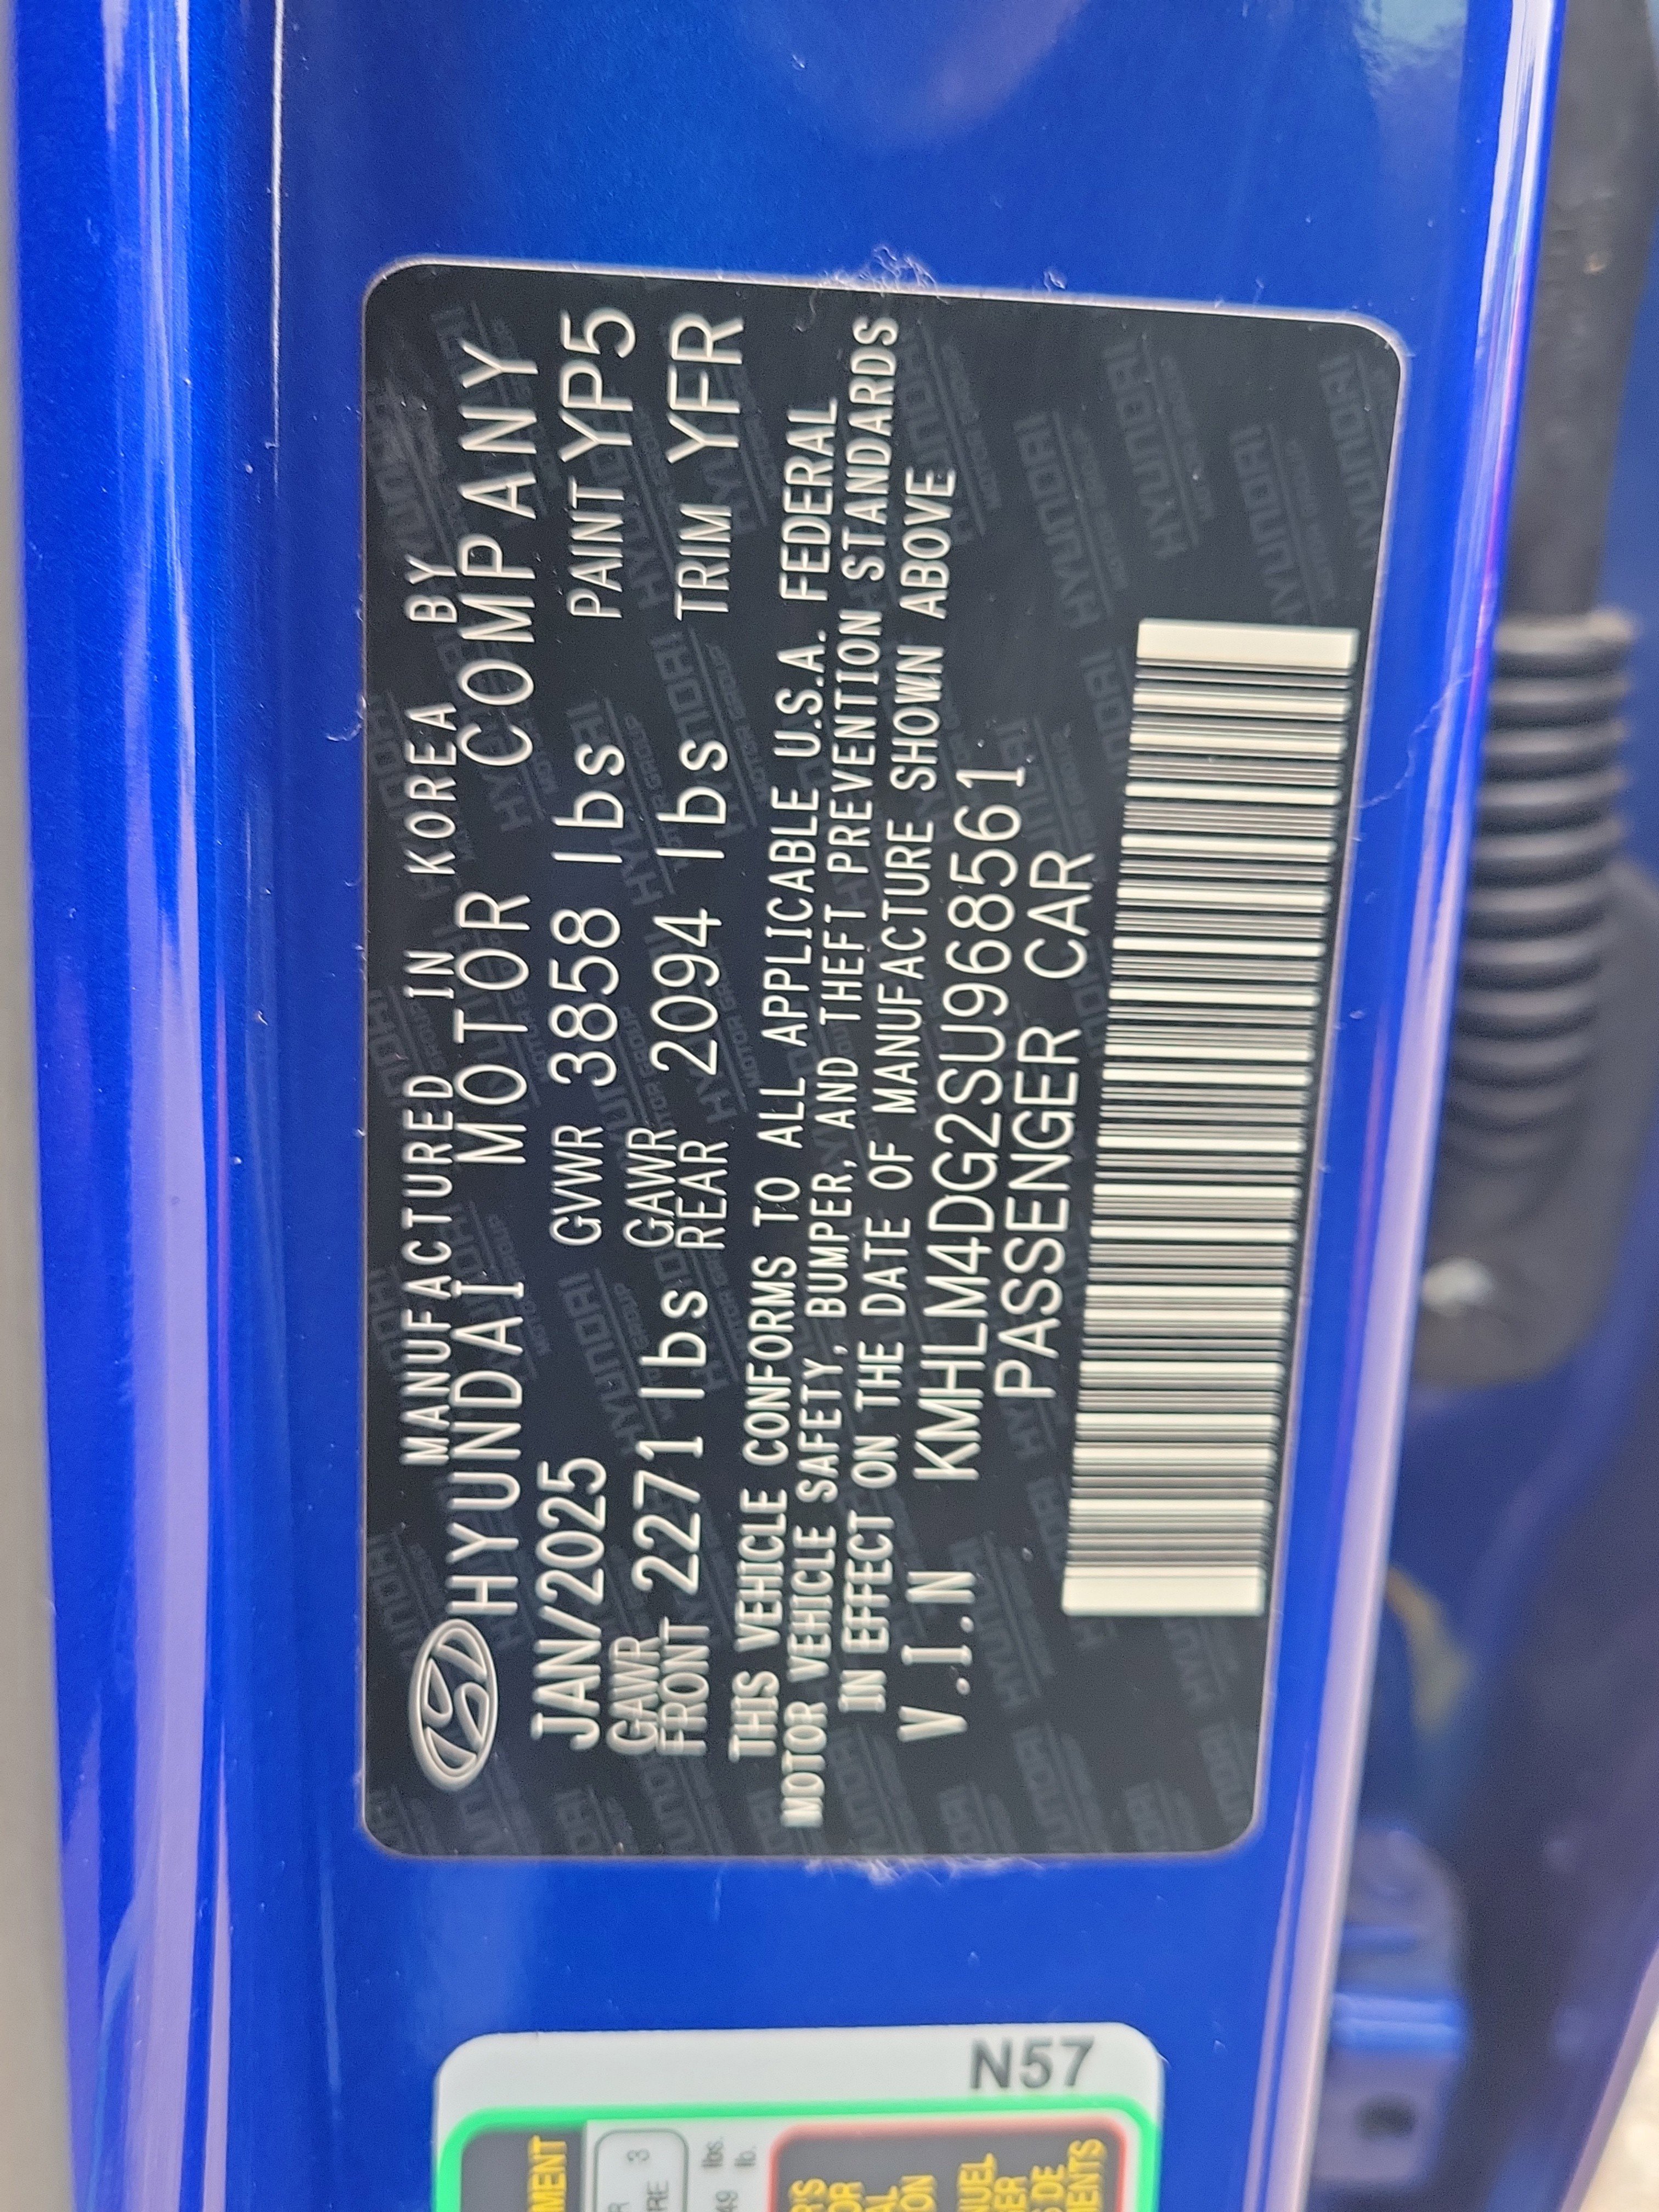 MANUFACTURED IN KOREA BY
HYUNDAI MOTOR COMPANY
JAN/2025 GVWR 3858 lbs PAINT YP5
GAWR FRONT 2271 lbs GAWR REAR 2094 lbs TRIM YFR
THIS VEHICLE CONFORMS TO ALL APPLICABLE U.S.A. FEDERAL
MOTOR VEHICLE SAFETY, BUMPER, AND THEFT PREVENTION STANDARDS
IN EFFECT ON THE DATE OF MANUFACTURE SHOWN ABOVE
V.I.N KMHLM4DG2SU968561
PASSENGER CAR
N57